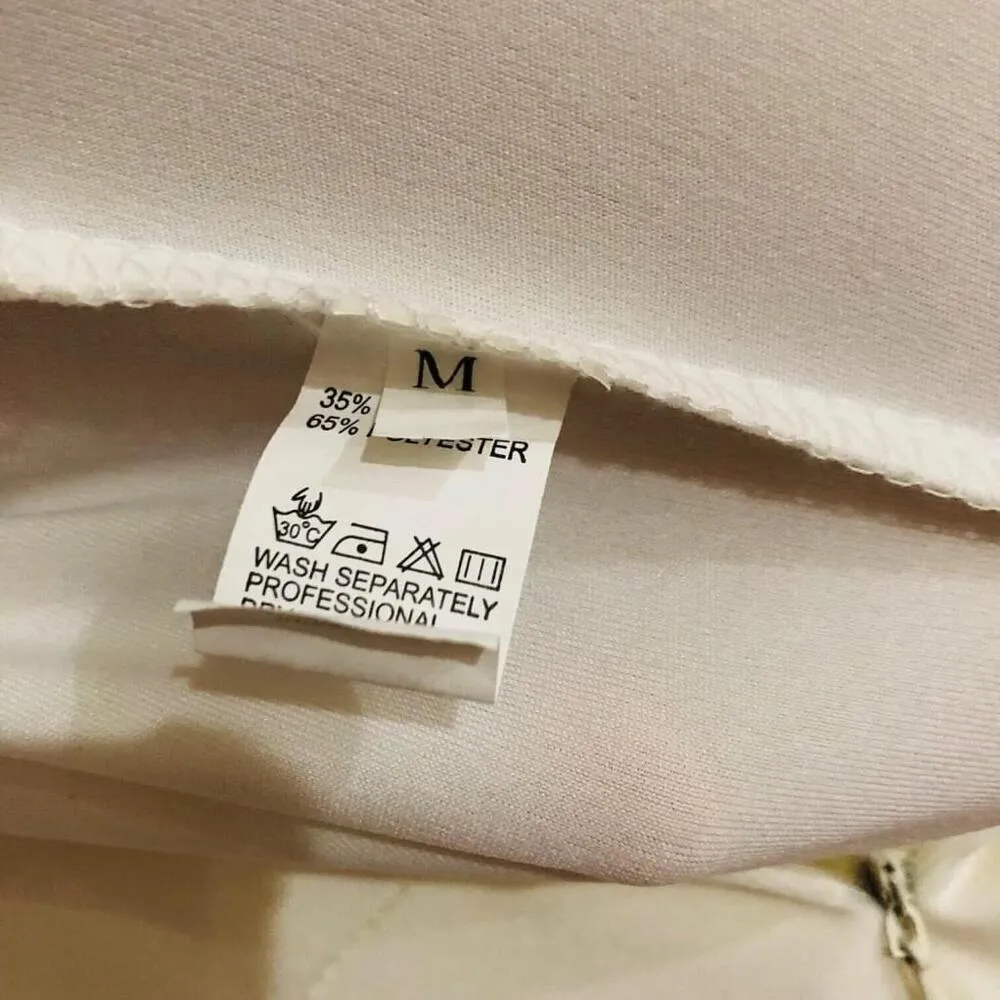 M
35%
65% POLYESTER
30°C
WASH SEPARATELY
PROFESSIONAL